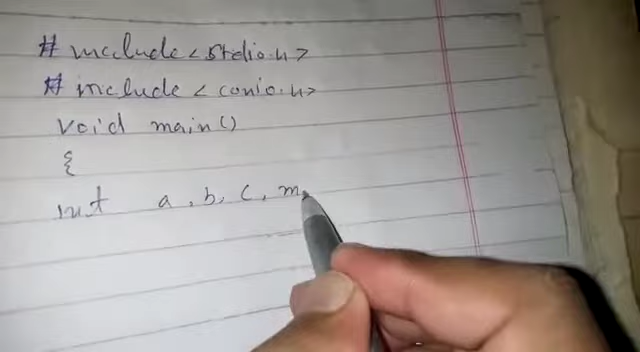 # include<stdio.h>
# include < conio.h>
void main()
{
int a, b, c, m